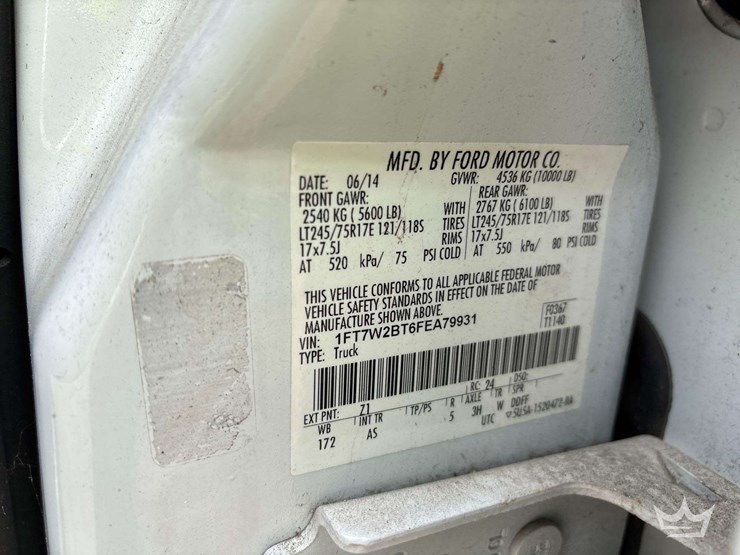 MFD. BY FORD MOTOR CO.
DATE: 06/14 GVWR: 4536 KG (10000 LB)
FRONT GAWR: REAR GAWR:
2540 KG ( 5600 LB) WITH 2767 KG ( 6100 LB) WITH
LT245/75R17E 121/118S TIRES LT245/75R17E 121/118S TIRES
17x7.5J RIMS 17x7.5J RIMS
AT 520 kPa/ 75 PSI COLD AT 550 kPa/ 80 PSI COLD
THIS VEHICLE CONFORMS TO ALL APPLICABLE FEDERAL MOTOR
VEHICLE SAFETY STANDARDS IN EFFECT ON THE DATE OF
MANUFACTURE SHOWN ABOVE.
VIN: 1FT7W2BT6FEA79931 F0367
TYPE: Truck T1140
EXT PNT: Z1 RC: 24 DSO:
WB INT TR TP/PS R AXLE TR SPR
172 AS 5 3H W DDFF
UTC